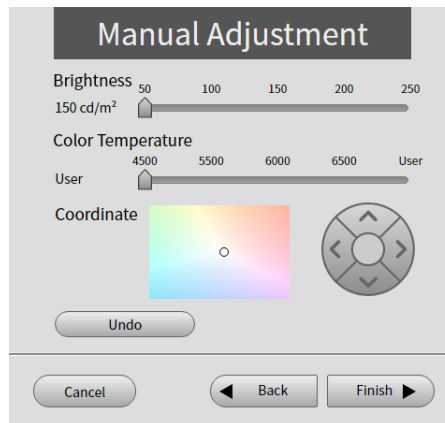 Manual Adjustment
Brightness
50 100 150 200 250
150 cd/m²
Color Temperature
4500 5500 6000 6500 User
User
Coordinate
Undo
Cancel Back Finish